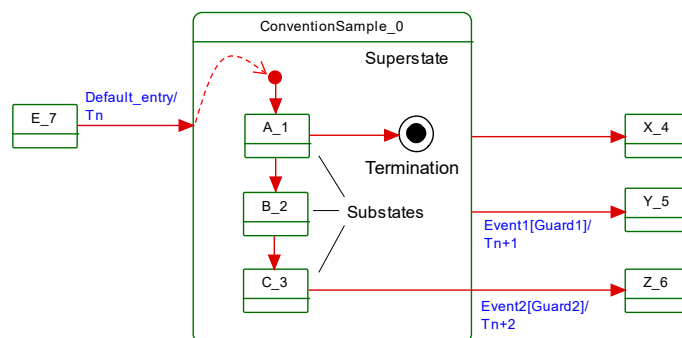 ConventionSample_0
Superstate
Default_entry/
Tn
E_7
A_1
X_4
Termination
B_2
Substates
Y_5
Event1[Guard1]/
Tn+1
C_3
Z_6
Event2[Guard2]/
Tn+2